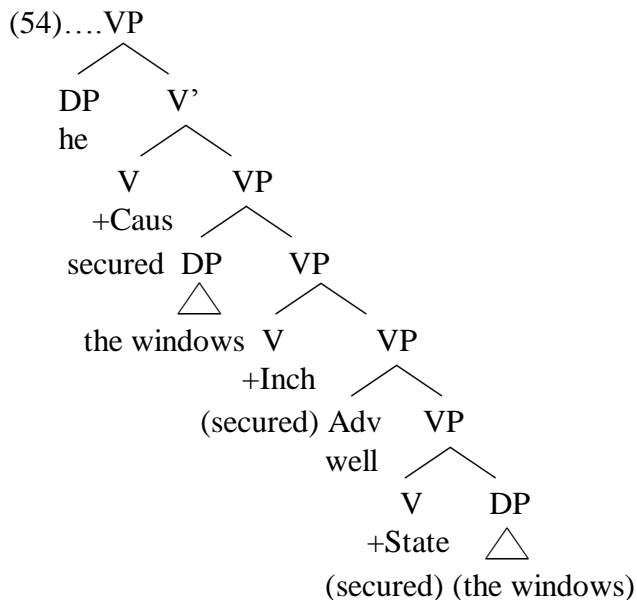 (54)....VP
DP V’
he
V VP
+Caus
secured DP VP
the windows V VP
+Inch
(secured) Adv VP
well
V DP
+State
(secured) (the windows)